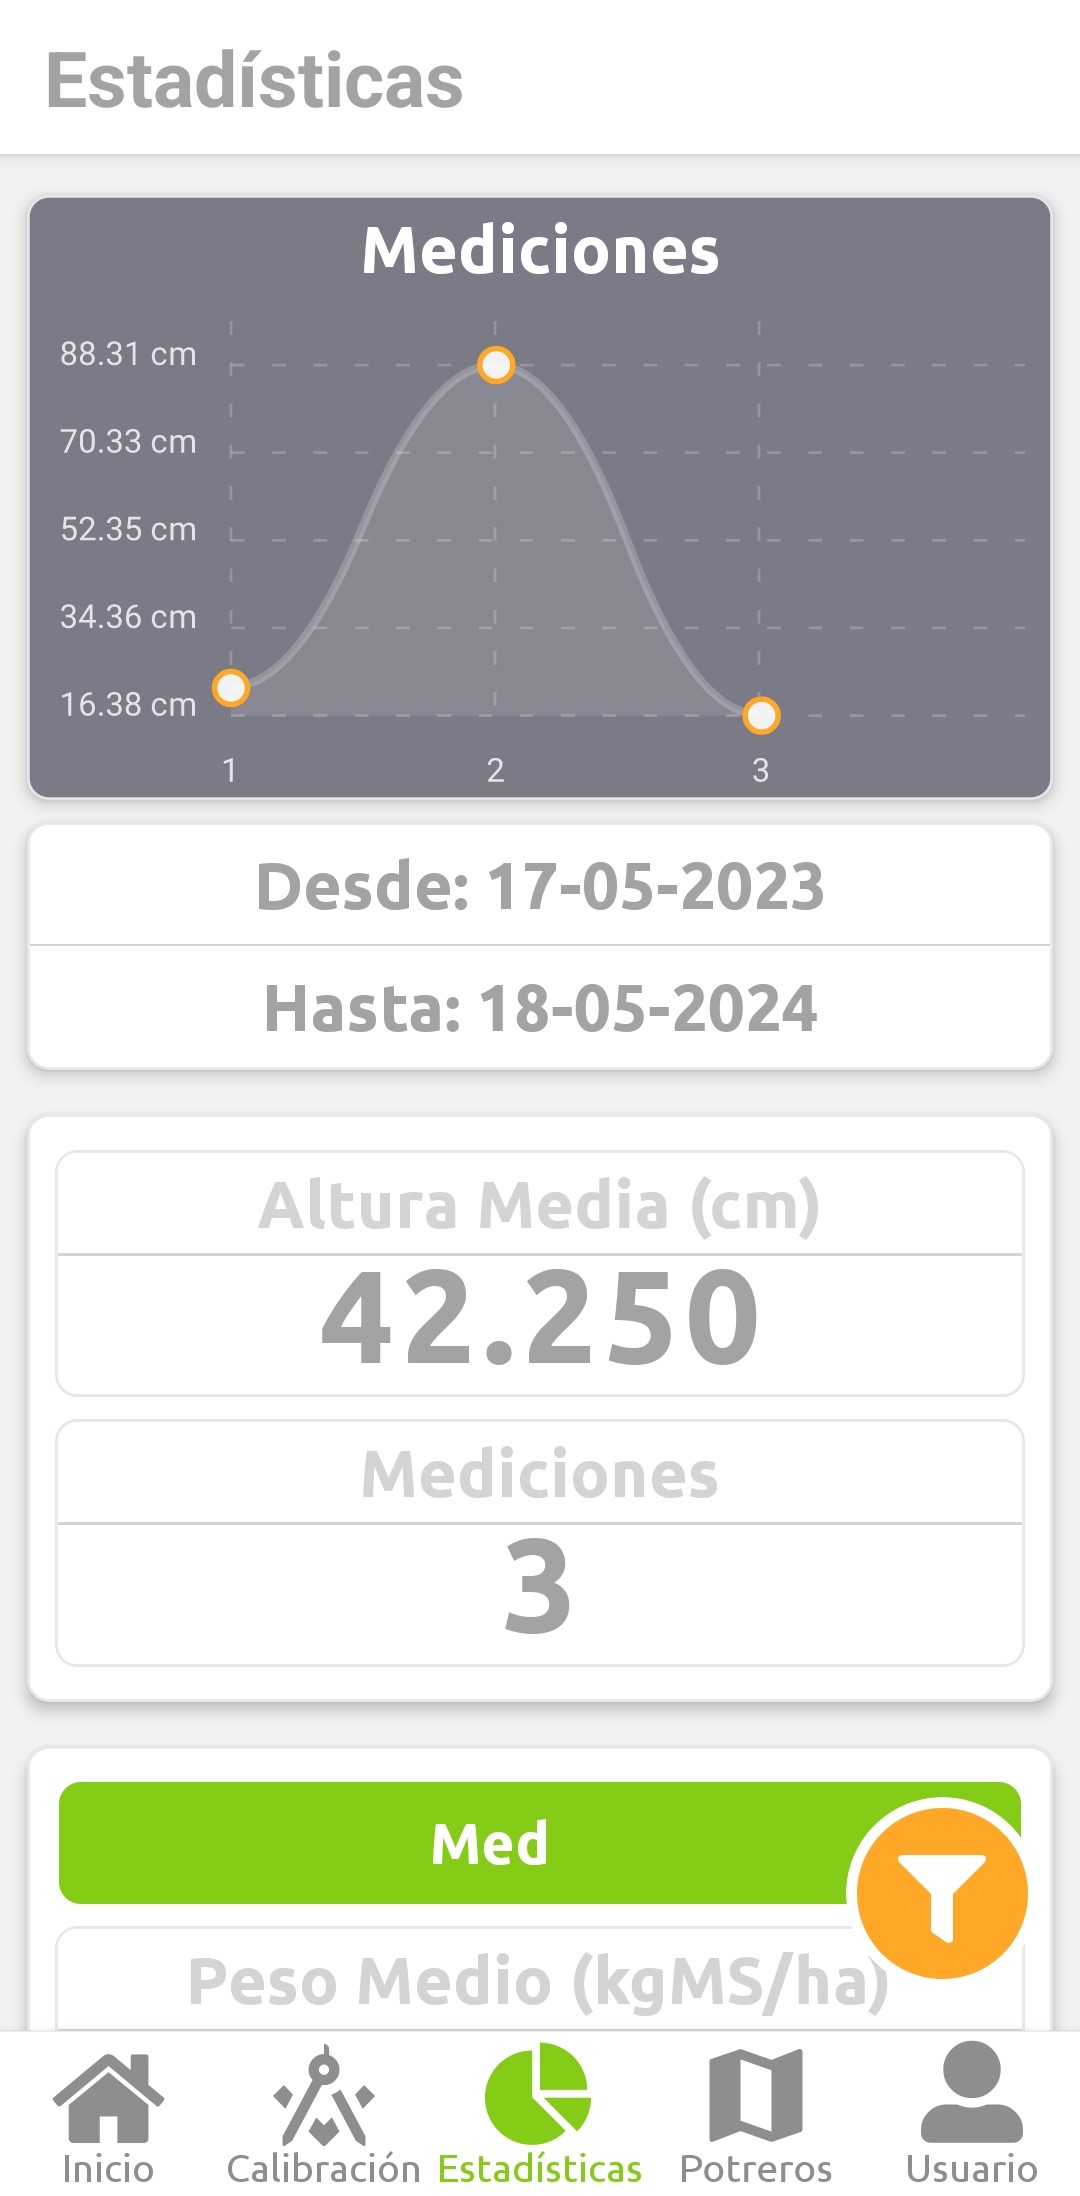 Estadísticas
Mediciones
88.31 cm
70.33 cm
52.35 cm
34.36 cm
16.38 cm
1 2 3
Desde: 17-05-2023
Hasta: 18-05-2024
Altura Media (cm)
42.250
Mediciones
3
Med
Peso Medio (kgMS/ha)
Inicio Calibración Estadísticas Potreros Usuario